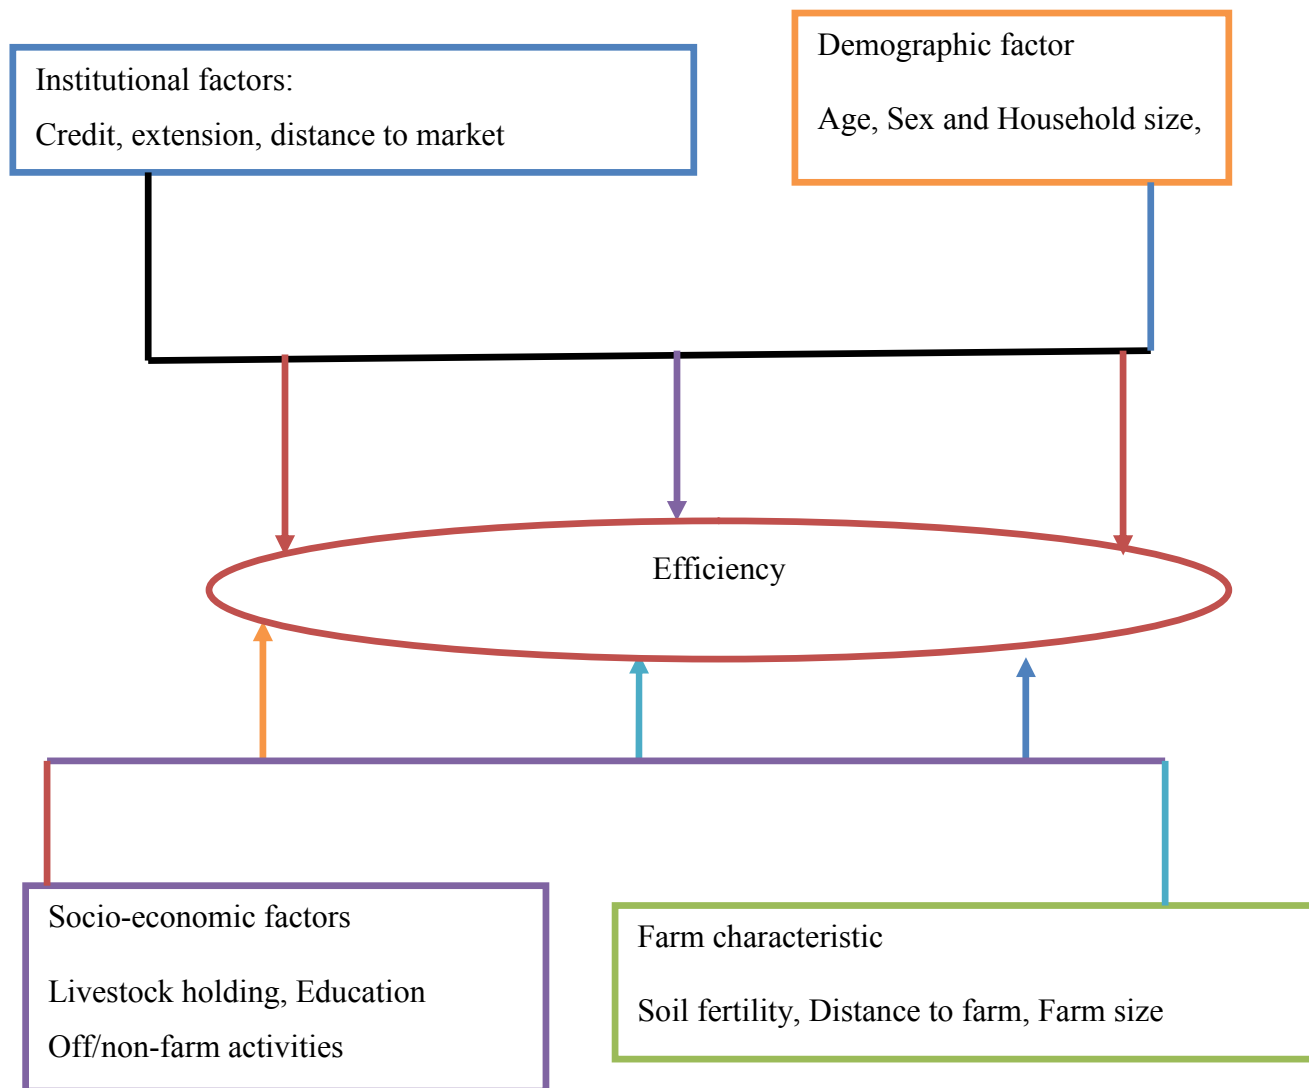 Institutional factors:
Credit, extension, distance to market
Demographic factor
Age, Sex and Household size,
Efficiency
Socio-economic factors
Livestock holding, Education
Off/non-farm activities
Farm characteristic
Soil fertility, Distance to farm, Farm size